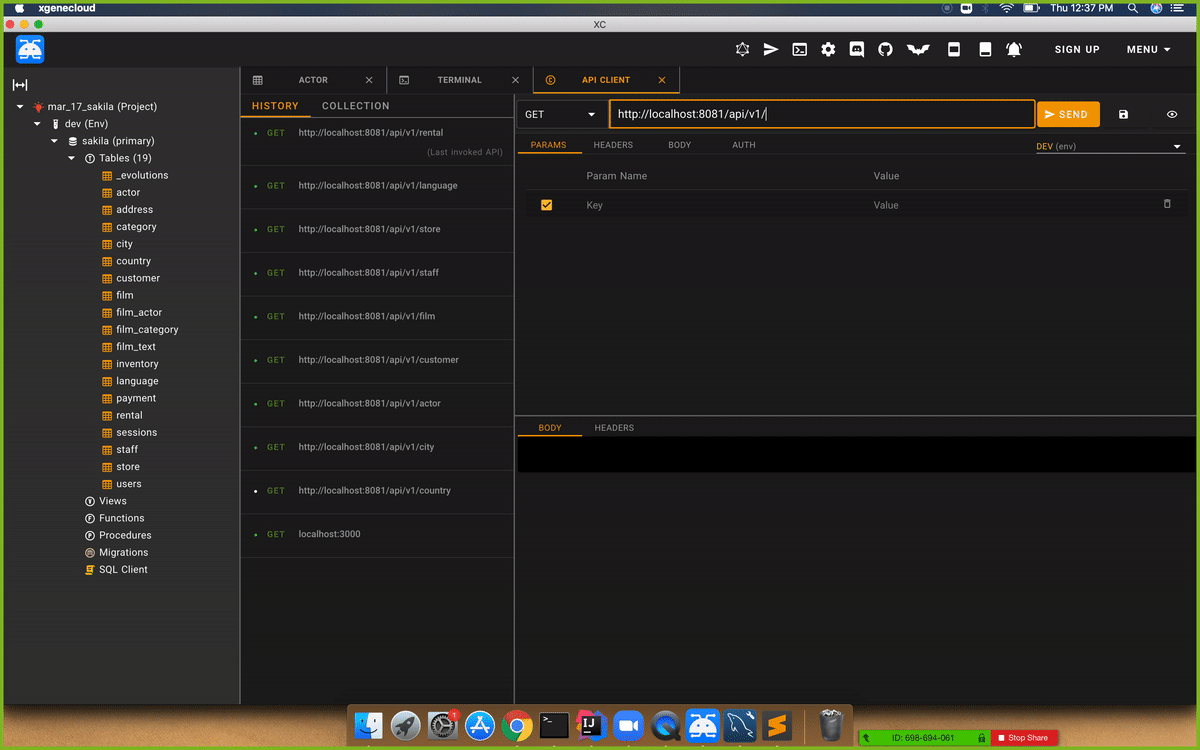 xgenecloud
Thu 12:37 PM
XC
SIGN UP
MENU
ACTOR
TERMINAL
API CLIENT
mar_17_sakila (Project)
dev (Env)
sakila (primary)
Tables (19)
_evolutions
actor
address
category
city
country
customer
film
film_actor
film_category
film_text
inventory
language
payment
rental
sessions
staff
store
users
Views
Functions
Procedures
Migrations
SQL Client
HISTORY
COLLECTION
GET http://localhost:8081/api/v1/rental
(Last invoked API)
GET http://localhost:8081/api/v1/language
GET http://localhost:8081/api/v1/store
GET http://localhost:8081/api/v1/staff
GET http://localhost:8081/api/v1/film
GET http://localhost:8081/api/v1/customer
GET http://localhost:8081/api/v1/actor
GET http://localhost:8081/api/v1/city
GET http://localhost:8081/api/v1/country
GET localhost:3000
GET
http://localhost:8081/api/v1/
SEND
PARAMS
HEADERS
BODY
AUTH
DEV (env)
Param Name
Value
Key
Value
BODY
HEADERS
1
IJ
ID: 698-694-061
Stop Share